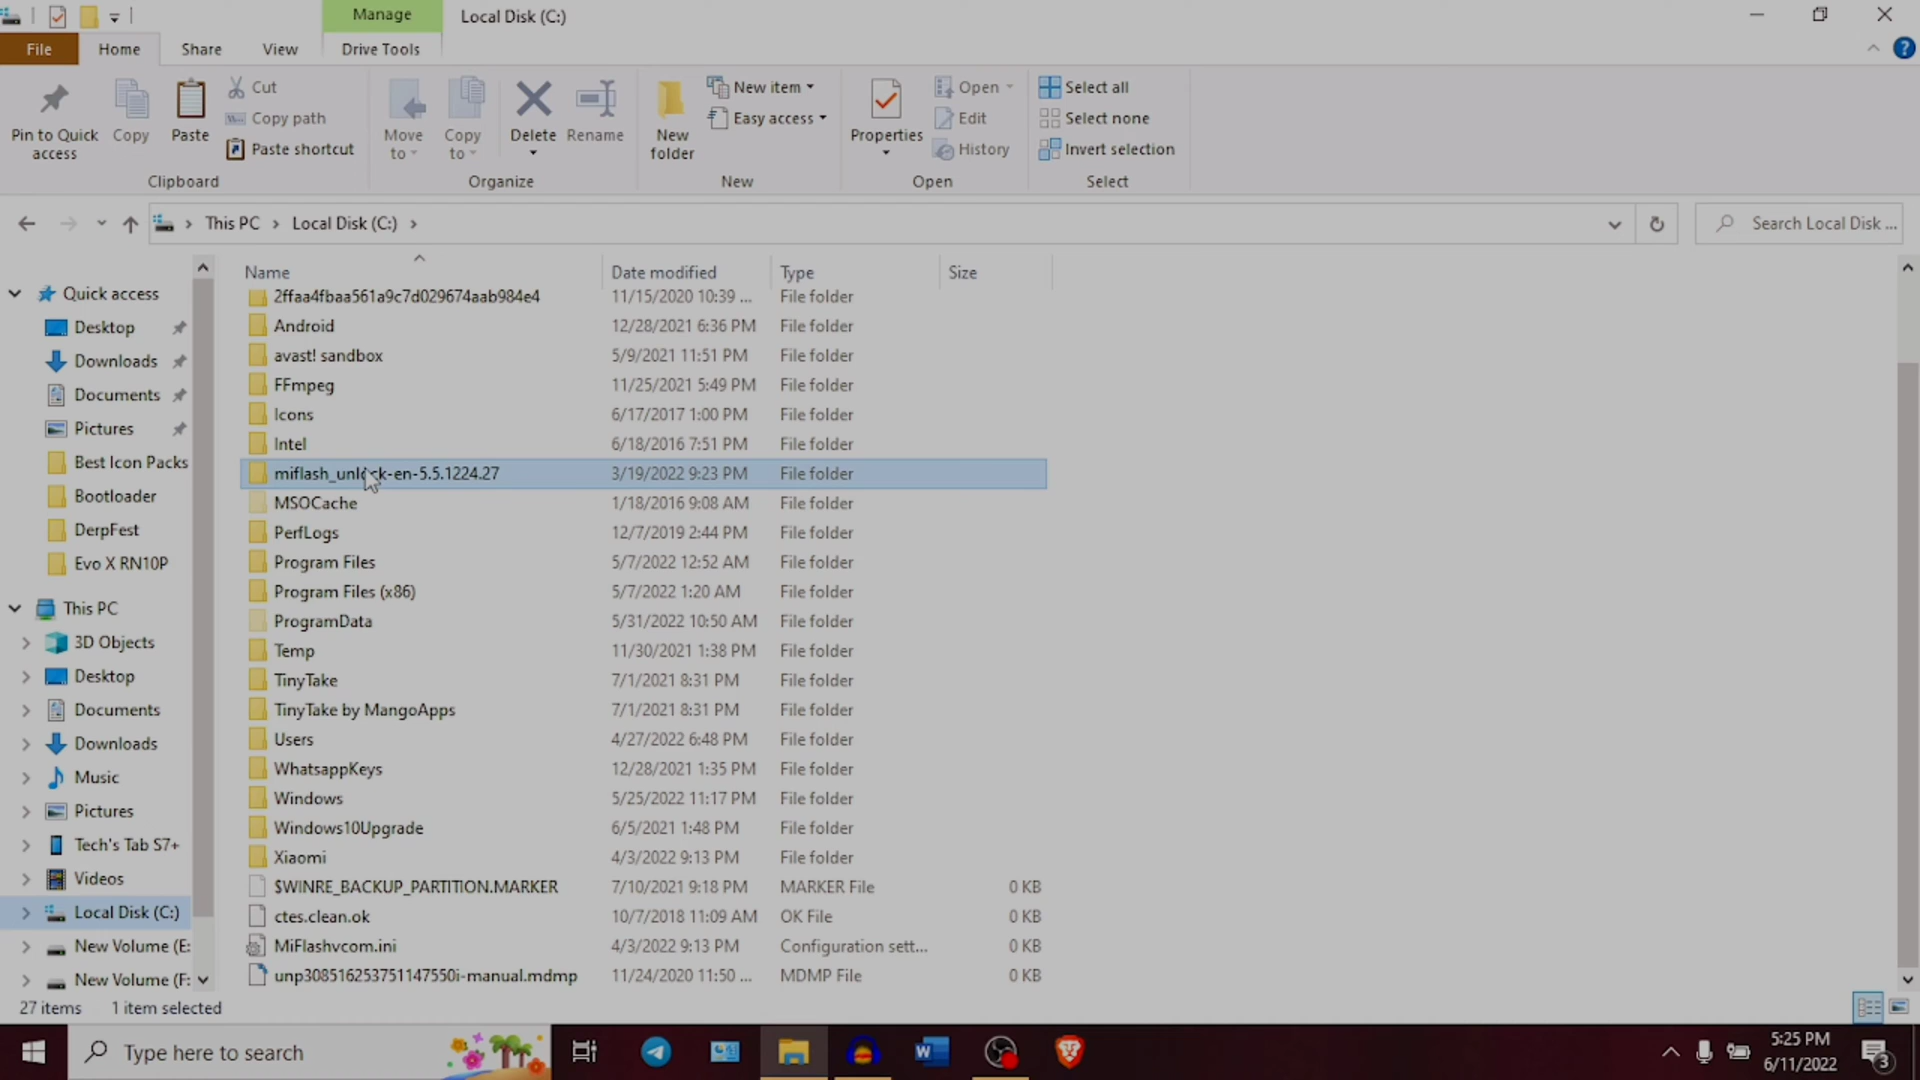 Manage
Local Disk (C:)
File
Home
Share
View
Drive Tools
Pin to Quick access
Copy
Paste
Cut
Copy path
Paste shortcut
Clipboard
Move to
Copy to
Delete
Rename
Organize
New folder
New item
Easy access
New
Properties
Open
Edit
History
Open
Select all
Select none
Invert selection
Select
This PC
Local Disk (C:)
Search Local Disk ...
Quick access
Desktop
Downloads
Documents
Pictures
Best Icon Packs
Bootloader
DerpFest
Evo X RN10P
This PC
3D Objects
Desktop
Documents
Downloads
Music
Pictures
Tech's Tab S7+
Videos
Local Disk (C:)
New Volume (E:
New Volume (F:
Name Date modified Type Size
2ffaa4fbaa561a9c7d029674aab984e4 11/15/2020 10:39 ... File folder
Android 12/28/2021 6:36 PM File folder
avast! sandbox 5/9/2021 11:51 PM File folder
FFmpeg 11/25/2021 5:49 PM File folder
Icons 6/17/2017 1:00 PM File folder
Intel 6/18/2016 7:51 PM File folder
miflash_unlock-en-5.5.1224.27 3/19/2022 9:23 PM File folder
MSOCache 1/18/2016 9:08 AM File folder
PerfLogs 12/7/2019 2:44 PM File folder
Program Files 5/7/2022 12:52 AM File folder
Program Files (x86) 5/7/2022 1:20 AM File folder
ProgramData 5/31/2022 10:50 AM File folder
Temp 11/30/2021 1:38 PM File folder
TinyTake 7/1/2021 8:31 PM File folder
TinyTake by MangoApps 7/1/2021 8:31 PM File folder
Users 4/27/2022 6:48 PM File folder
WhatsappKeys 12/28/2021 1:35 PM File folder
Windows 5/25/2022 11:17 PM File folder
Windows10Upgrade 6/5/2021 1:48 PM File folder
Xiaomi 4/3/2022 9:13 PM File folder
$WINRE_BACKUP_PARTITION.MARKER 7/10/2021 9:18 PM MARKER File 0 KB
ctes.clean.ok 10/7/2018 11:09 AM OK File 0 KB
MiFlashvcom.ini 4/3/2022 9:13 PM Configuration sett... 0 KB
unp308516253751147550i-manual.mdmp 11/24/2020 11:50 ... MDMP File 0 KB
27 items 1 item selected
Type here to search
5:25 PM
6/11/2022
3